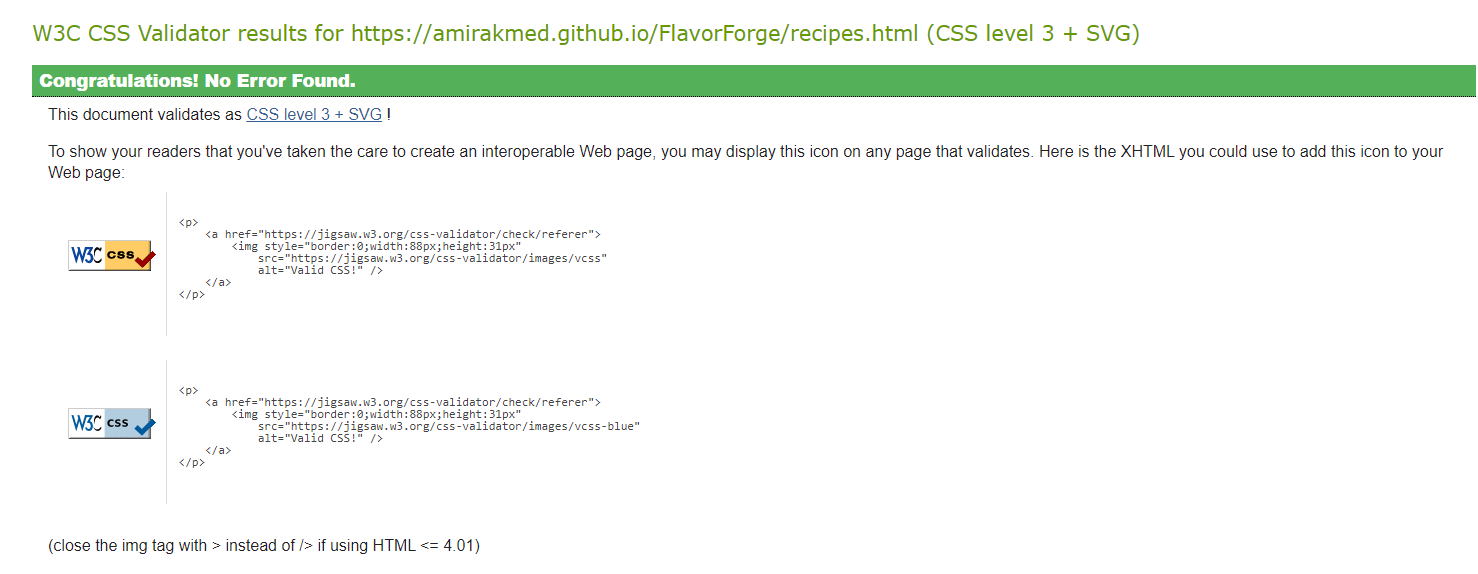 W3C CSS Validator results for https://amirakmed.github.io/FlavorForge/recipes.html (CSS level 3 + SVG)
Congratulations! No Error Found.
This document validates as CSS level 3 + SVG !
To show your readers that you've taken the care to create an interoperable Web page, you may display this icon on any page that validates. Here is the XHTML you could use to add this icon to your
Web page:
W3C css
<p>
    <a href="https://jigsaw.w3.org/css-validator/check/referer">
        <img style="border:0;width:88px;height:31px"
            src="https://jigsaw.w3.org/css-validator/images/vcss"
            alt="Valid CSS!" />
    </a>
</p>
W3C css
<p>
    <a href="https://jigsaw.w3.org/css-validator/check/referer">
        <img style="border:0;width:88px;height:31px"
            src="https://jigsaw.w3.org/css-validator/images/vcss-blue"
            alt="Valid CSS!" />
    </a>
</p>
(close the img tag with > instead of /> if using HTML <= 4.01)